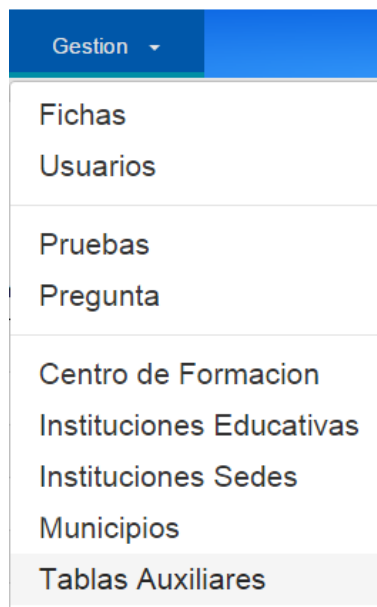 Gestion
Fichas
Usuarios
Pruebas
Pregunta
Centro de Formacion
Instituciones Educativas
Instituciones Sedes
Municipios
Tablas Auxiliares